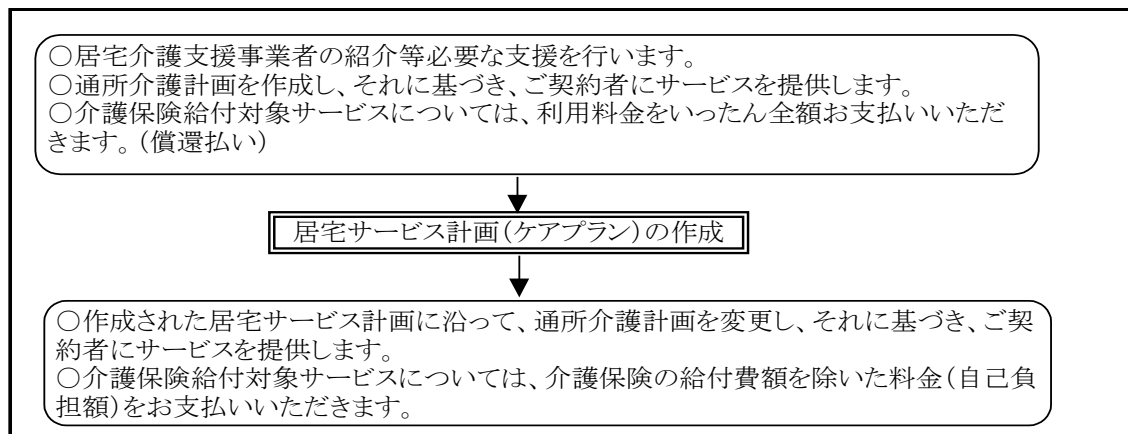 ○居宅介護支援事業者の紹介等必要な支援を行います。
○通所介護計画を作成し、それに基づき、ご契約者にサービスを提供します。
○介護保険給付対象サービスについては、利用料金をいったん全額お支払いいただ
きます。(償還払い)
居宅サービス計画(ケアプラン)の作成
○作成された居宅サービス計画に沿って、通所介護計画を変更し、それに基づき、ご契
約者にサービスを提供します。
○介護保険給付対象サービスについては、介護保険の給付費額を除いた料金(自己負
担額)をお支払いいただきます。